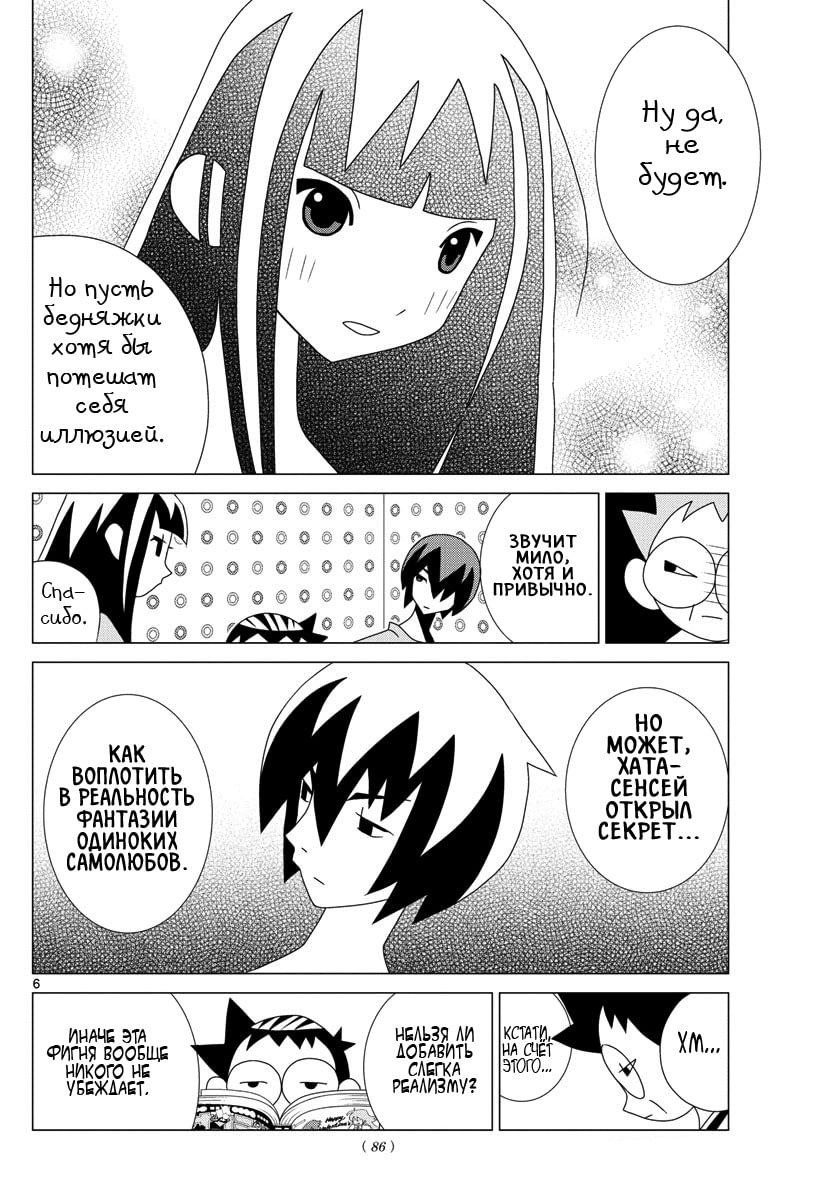 Ну да,
не
будет.
Но пусть
бедняжки
хотя бы
потешат
себя
иллюзией.
ЗВУЧИТ
МИЛО,
ХОТЯ И
ПРИВЫЧНО.
Спа-
сибо.
НО
МОЖЕТ,
ХАТА-
СЕНСЕЙ
ОТКРЫЛ
СЕКРЕТ...
КАК
ВОПЛОТИТЬ
В РЕАЛЬНОСТЬ
ФАНТАЗИИ
ОДИНОКИХ
САМОЛЮБОВ.
6
ХМ...
КСТАТИ,
НА СЧЁТ
ЭТОГО...
НЕЛЬЗЯ ЛИ
ДОБАВИТЬ
СЛЕГКА
РЕАЛИЗМУ?
ИНАЧЕ ЭТА
ФИГНЯ ВООБЩЕ
НИКОГО НЕ
УБЕЖДАЕТ.
( 86 )